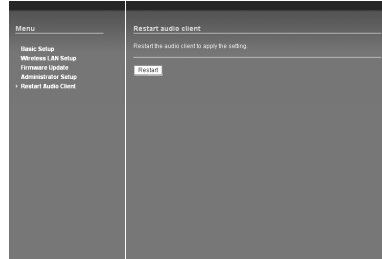 Menu
Basic Setup
Wireless LAN Setup
Firmware Update
Administrator Setup
Restart Audio Client
Restart audio client
Restart the audio client to apply the setting.
Restart